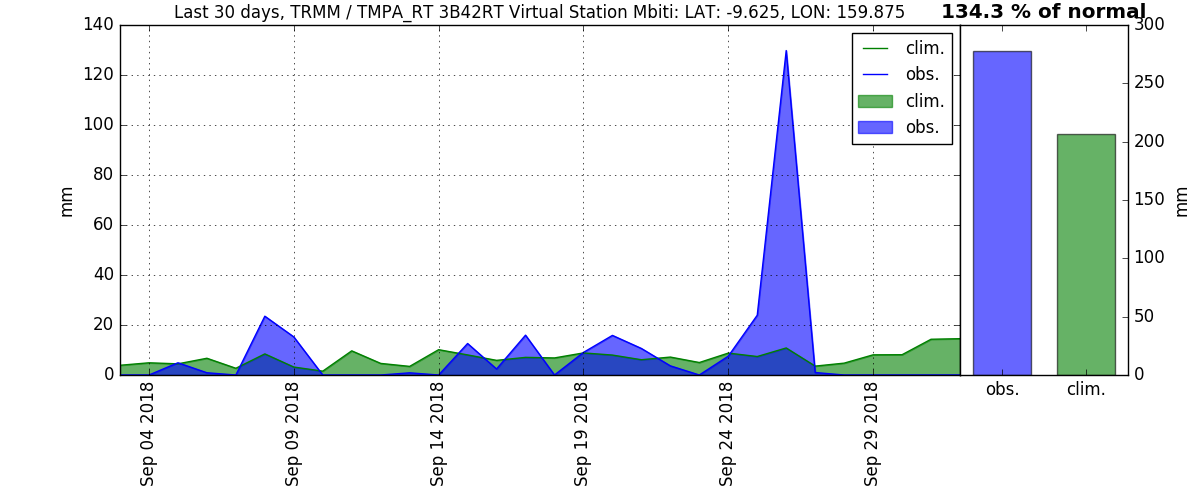 Last 30 days, TRMM / TMPA_RT 3B42RT Virtual Station Mbiti: LAT: -9.625, LON: 159.875
134.3 % of normal
140
120
100
80
60
40
20
0
mm
clim.
obs.
clim.
obs.
Sep 04 2018
Sep 09 2018
Sep 14 2018
Sep 19 2018
Sep 24 2018
Sep 29 2018
300
250
200
150
100
50
0
mm
obs.
clim.